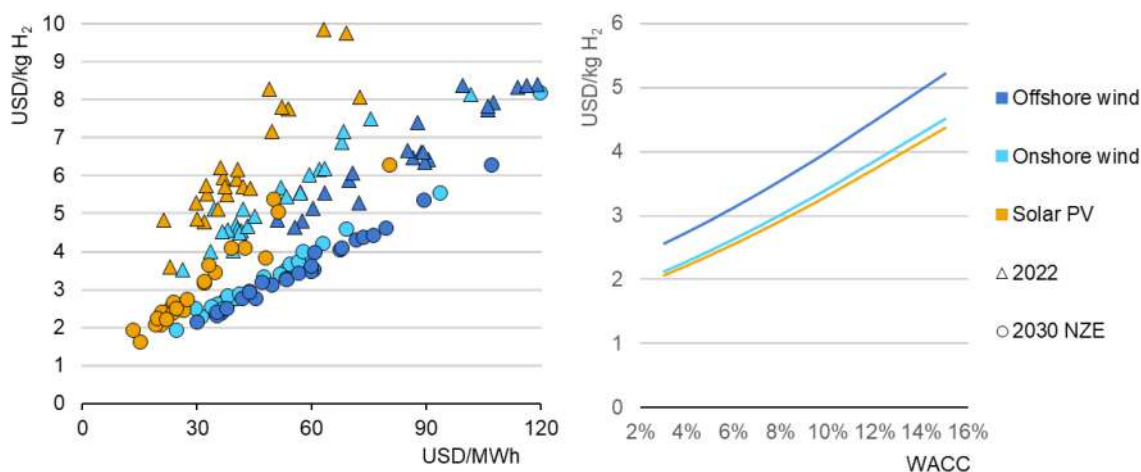 USD/kg H₂
10
9
8
7
6
5
4
3
2
1
0
0 30 60 90 120
USD/MWh
USD/kg H₂
6
5
4
3
2
1
0
2% 4% 6% 8% 10% 12% 14% 16%
WACC
Offshore wind
Onshore wind
Solar PV
2022
2030 NZE